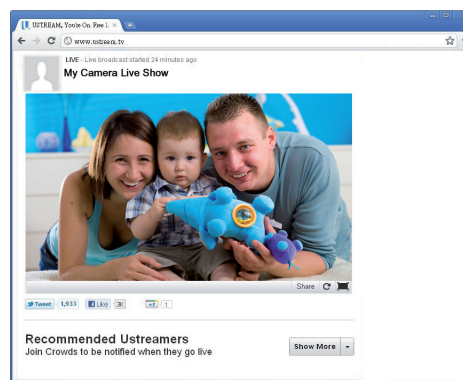 USTREAM, You're On. Free L
www.ustream.tv
LIVE - Live broadcast started 24 minutes ago
My Camera Live Show
Share
Tweet 1,933 Like 3K +1 1
Recommended Ustreamers
Join Crowds to be notified when they go live
Show More